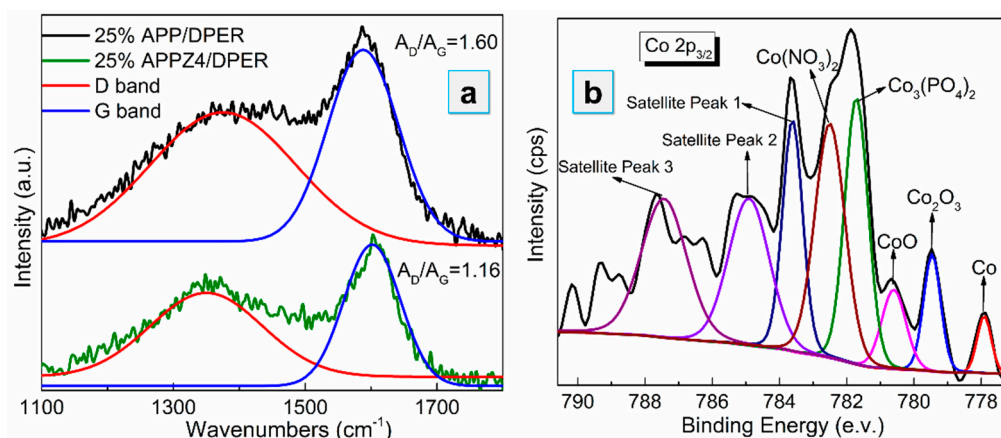 25% APP/DPER
25% APPZ4/DPER
D band
G band
A_D/A_G=1.60
a
A_D/A_G=1.16
Intensity (a.u.)
1100 1300 1500 1700
Wavenumbers (cm⁻¹)
Co 2p₃/₂
b
Co(NO₃)₂
Satellite Peak 1
Co₃(PO₄)₂
Satellite Peak 2
Satellite Peak 3
Co₂O₃
CoO
Co
Intensity (cps)
790 788 786 784 782 780 778
Binding Energy (e.v.)